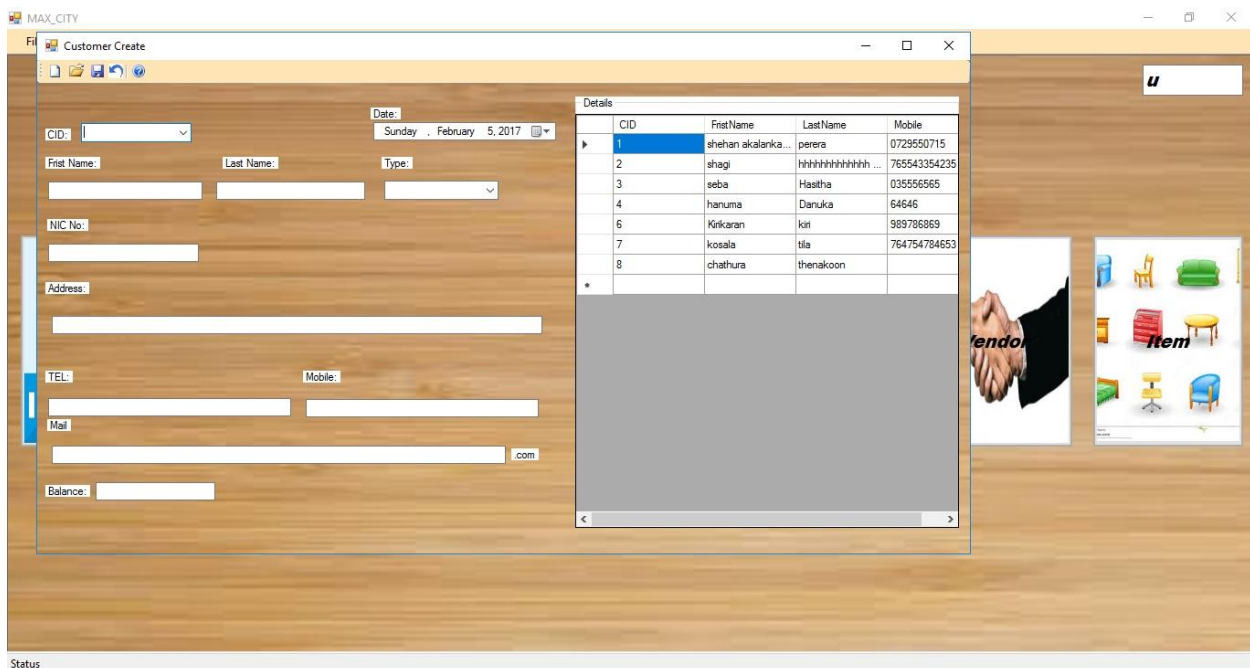 MAX_CITY
Fil
Customer Create
u
Date:
Sunday , February 5, 2017
CID:
Frist Name: Last Name: Type:
NIC No:
Address:
TEL: Mobile:
Mail
.com
Balance:
Details
CID FristName LastName Mobile
1 shehan akalanka... perera 0729550715
2 shagi hhhhhhhhhhhhh ... 765543354235
3 seba Hasitha 035556565
4 hanuma Danuka 64646
6 Kirikaran kiri 989786869
7 kosala tila 764754784653
8 chathura thenakoon
*
Vendor
Item
Status